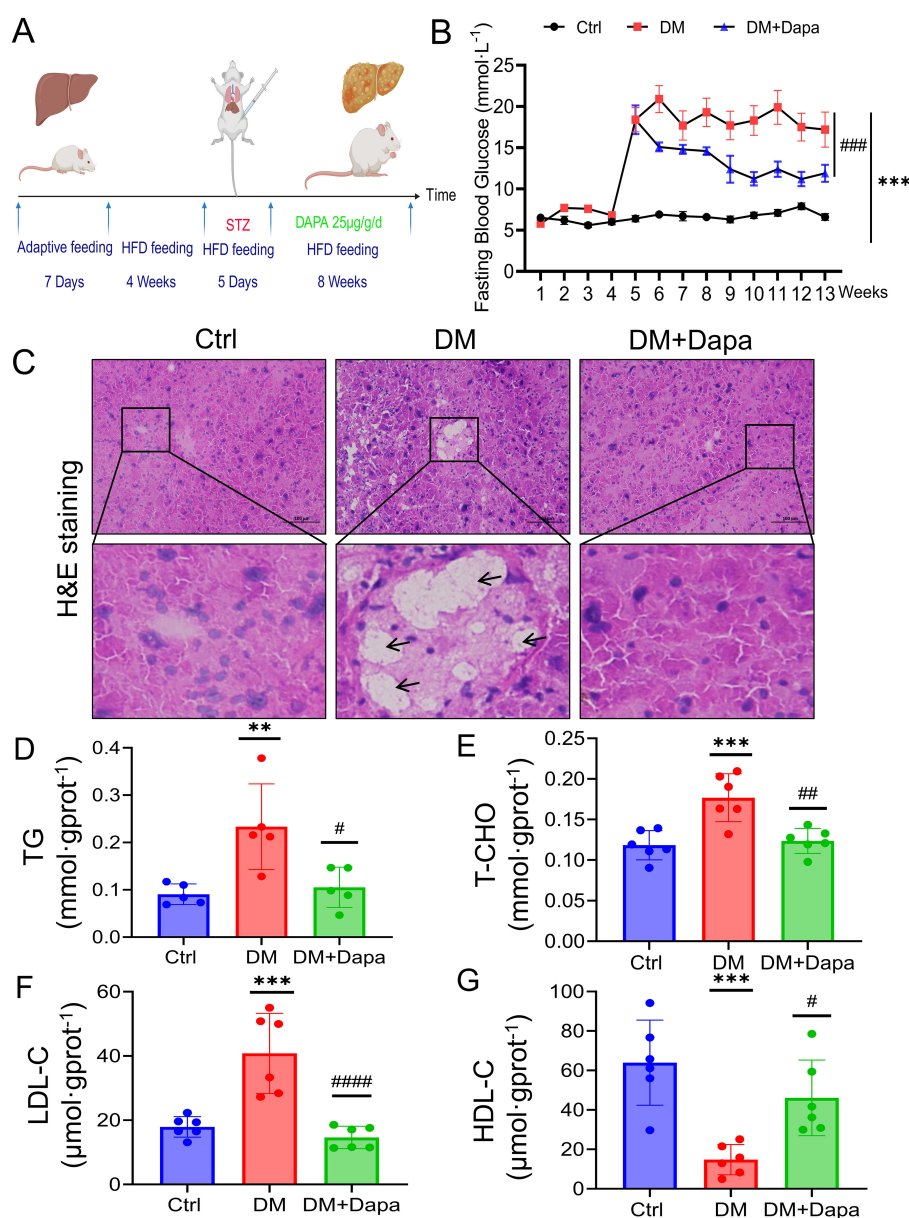 A
Time
STZ
DAPA 25µg/g/d
Adaptive feeding
HFD feeding
HFD feeding
HFD feeding
7 Days
4 Weeks
5 Days
8 Weeks
B
Ctrl
DM
DM+Dapa
Fasting Blood Glucose (mmol·L⁻¹)
25
20
15
10
5
0
1 2 3 4 5 6 7 8 9 10 11 12 13 Weeks
###
***
C
Ctrl
DM
DM+Dapa
H&E staining
D
TG
(mmol·gprot⁻¹)
0.4
0.3
0.2
0.1
0.0
**
#
Ctrl
DM
DM+Dapa
E
T-CHO
(mmol·gprot⁻¹)
0.25
0.20
0.15
0.10
0.05
0.00
***
##
Ctrl
DM
DM+Dapa
F
LDL-C
(µmol·gprot⁻¹)
60
40
20
0
***
####
Ctrl
DM
DM+Dapa
G
HDL-C
(µmol·gprot⁻¹)
100
80
60
40
20
0
***
#
Ctrl
DM
DM+Dapa